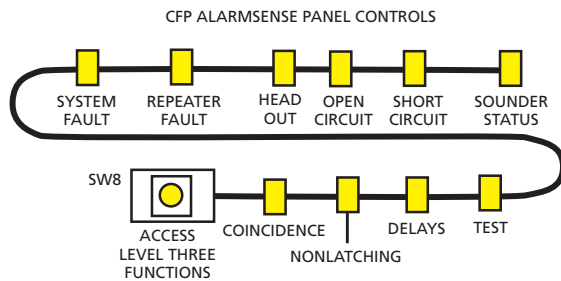 CFP ALARMSENSE PANEL CONTROLS
SYSTEM
FAULT
REPEATER
FAULT
HEAD
OUT
OPEN
CIRCUIT
SHORT
CIRCUIT
SOUNDER
STATUS
SW8
ACCESS
LEVEL THREE
FUNCTIONS
COINCIDENCE
NONLATCHING
DELAYS
TEST